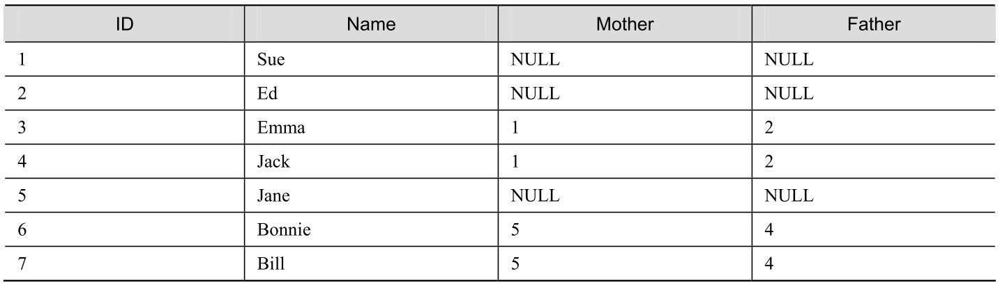 ID Name Mother Father
1 Sue NULL NULL
2 Ed NULL NULL
3 Emma 1 2
4 Jack 1 2
5 Jane NULL NULL
6 Bonnie 5 4
7 Bill 5 4